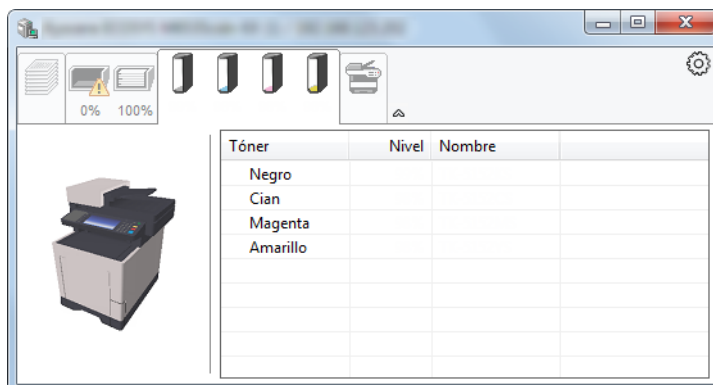 0% 100%
Tóner Nivel Nombre
Negro
Cian
Magenta
Amarillo